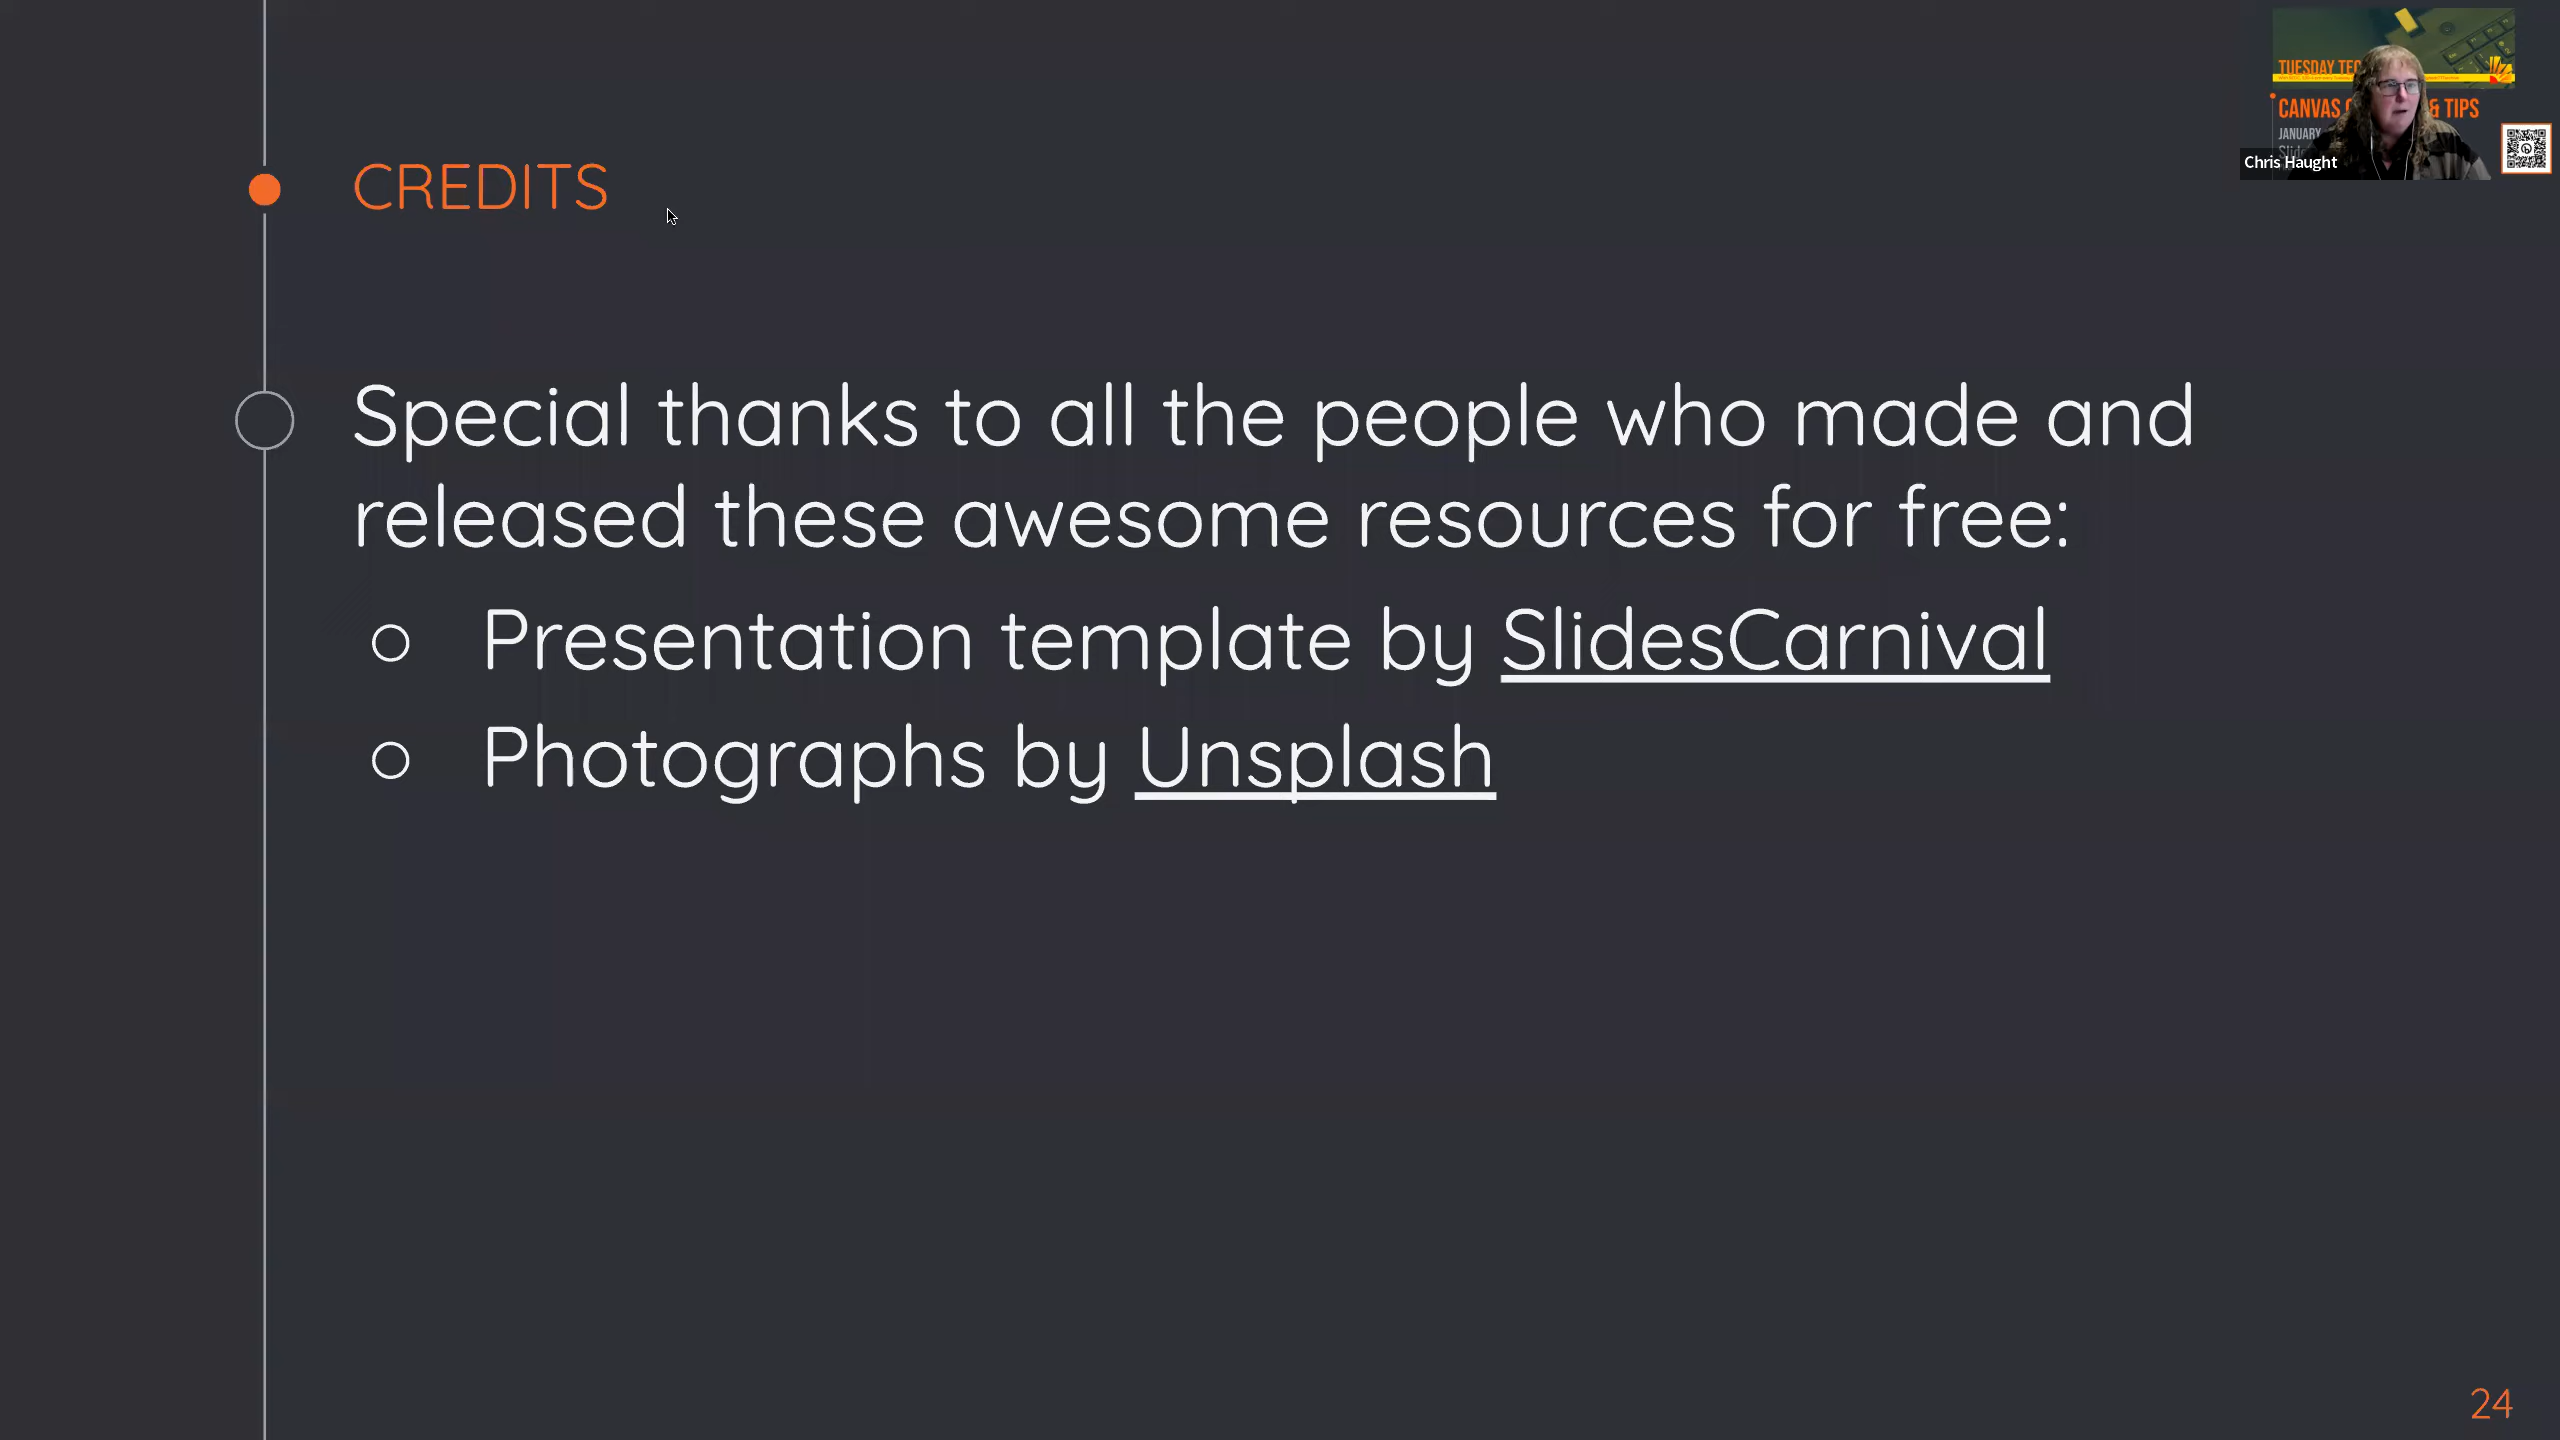 CREDITS
Special thanks to all the people who made and
released these awesome resources for free:
Presentation template by SlidesCarnival
Photographs by Unsplash
24
TUESDAY
CANVAS & TIPS
JANUARY
Chris Haught